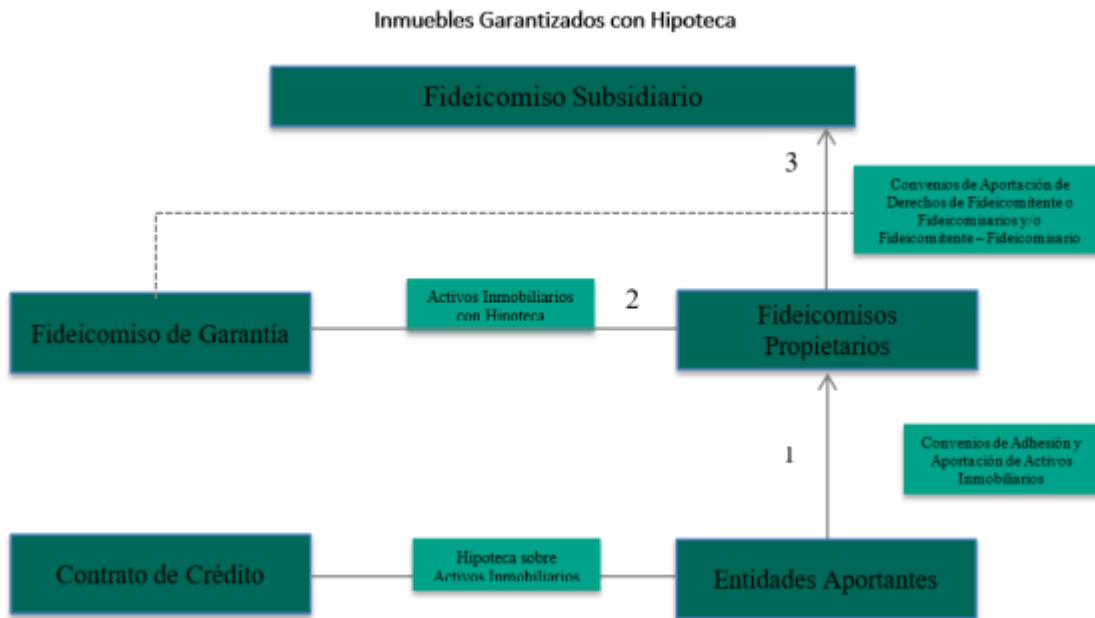 Inmuebles Garantizados con Hipoteca
Fideicomiso Subsidiario
3
Convenios de Aportación de
Derechos de Fideicomitente o
Fideicomisarios y/o
Fideicomitente – Fideicomisario
Fideicomiso de Garantía
Activos Inmobiliarios
con Hipoteca
2
Fideicomisos
Propietarios
1
Convenios de Adhesión y
Aportación de Activos
Inmobiliarios
Contrato de Crédito
Hipoteca sobre
Activos Inmobiliarios
Entidades Aportantes